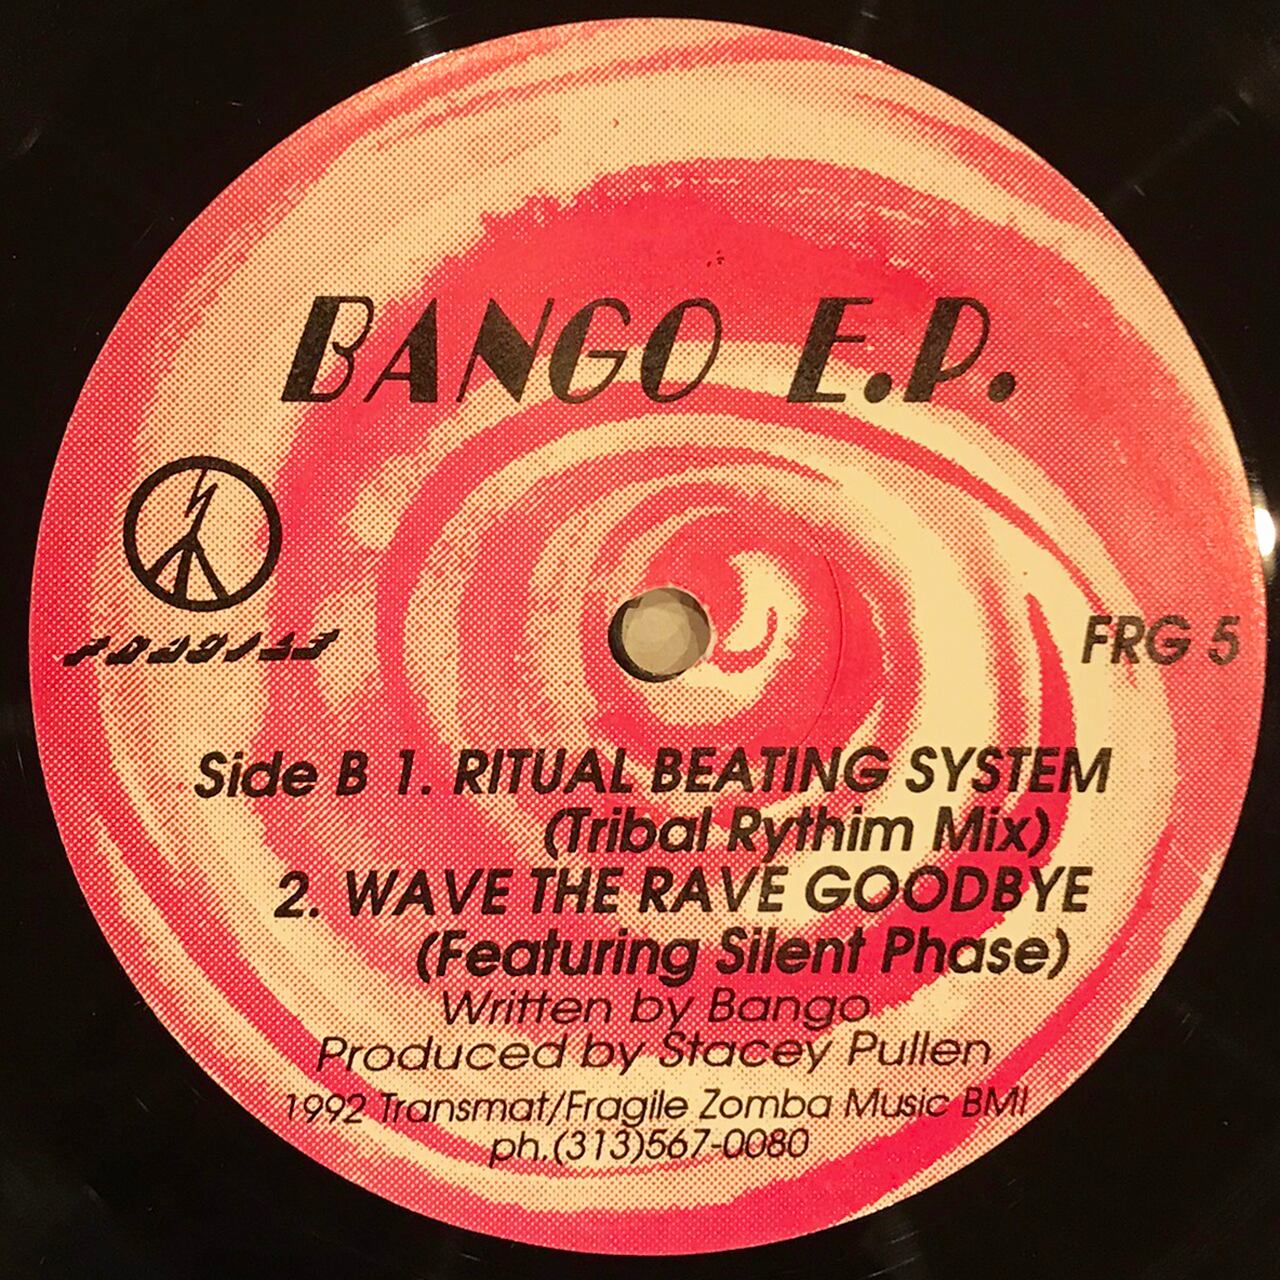 BANGO E.P.
FRAGILE
FRG 5
Side B 1. RITUAL BEATING SYSTEM
(Tribal Rythim Mix)
2. WAVE THE RAVE GOODBYE
(Featuring Silent Phase)
Written by Bango
Produced by Stacey Pullen
1992 Transmat/Fragile Zomba Music BMI
ph.(313)567-0080